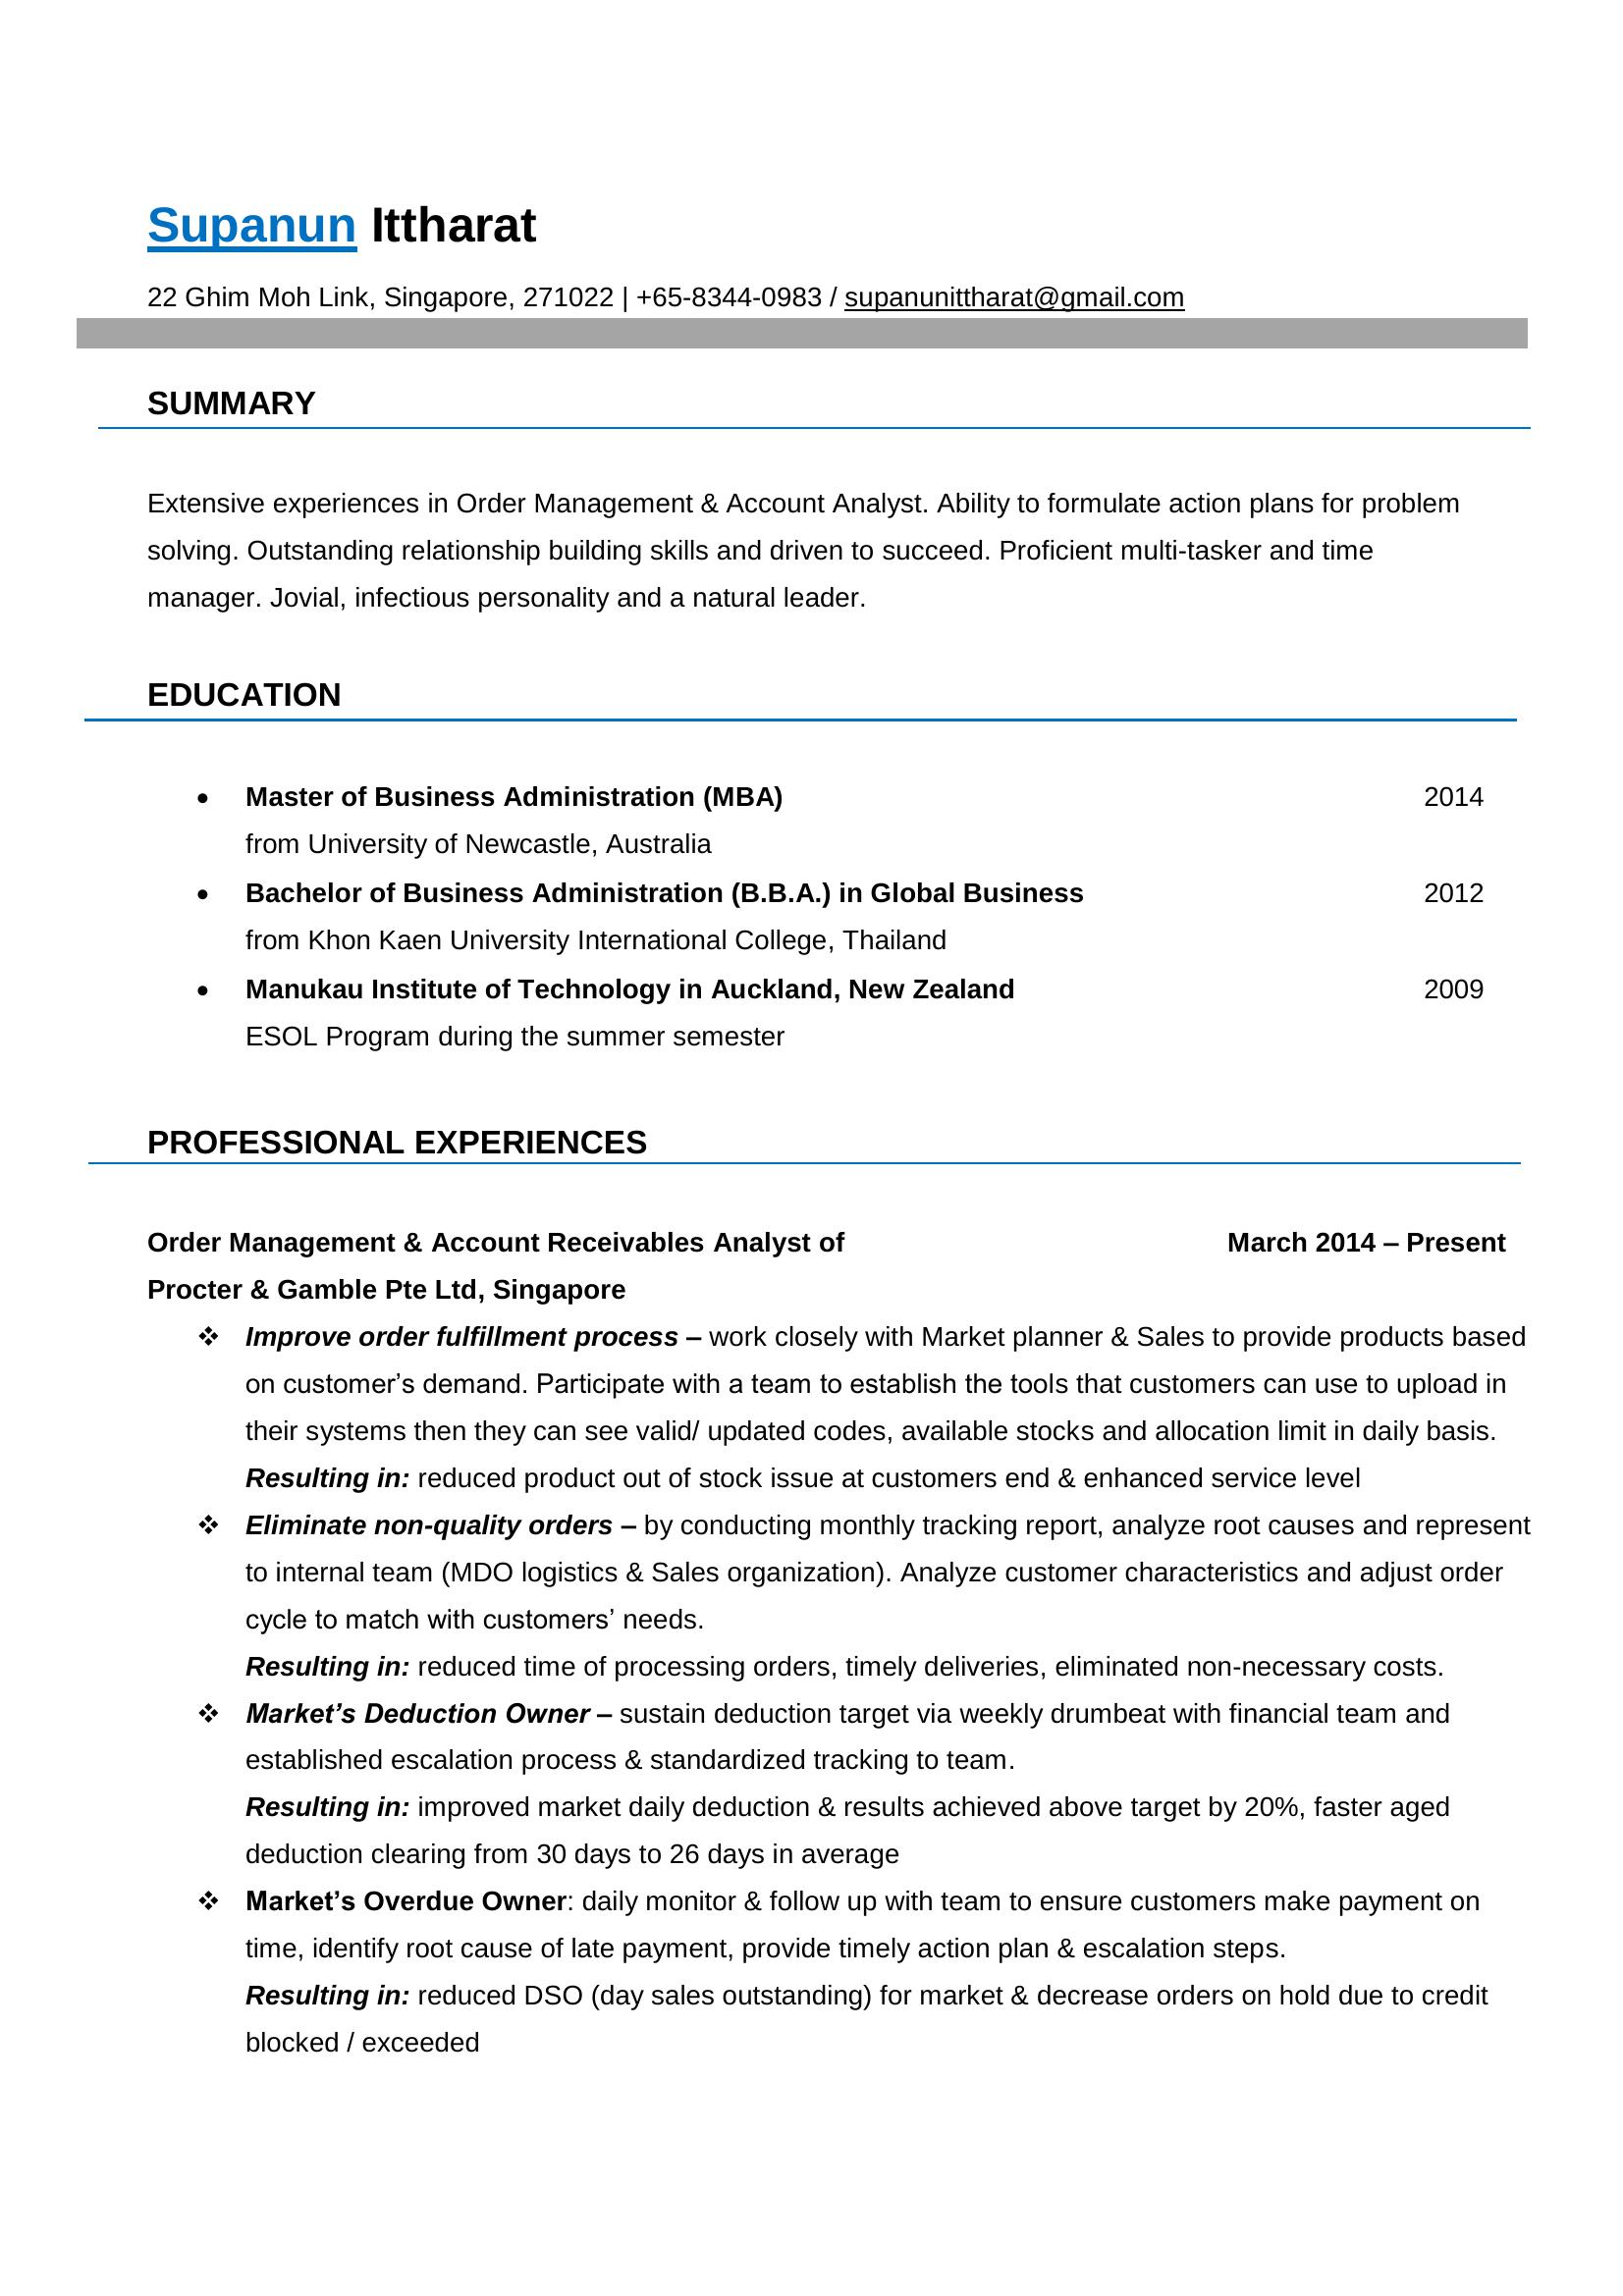 Supanun Ittharat
22 Ghim Moh Link, Singapore, 271022 | +65-8344-0983 / supanunittharat@gmail.com
SUMMARY
Extensive experiences in Order Management & Account Analyst. Ability to formulate action plans for problem
solving. Outstanding relationship building skills and driven to succeed. Proficient multi-tasker and time
manager. Jovial, infectious personality and a natural leader.
EDUCATION
• Master of Business Administration (MBA) 2014
from University of Newcastle, Australia
• Bachelor of Business Administration (B.B.A.) in Global Business 2012
from Khon Kaen University International College, Thailand
• Manukau Institute of Technology in Auckland, New Zealand 2009
ESOL Program during the summer semester
PROFESSIONAL EXPERIENCES
Order Management & Account Receivables Analyst of March 2014 – Present
Procter & Gamble Pte Ltd, Singapore
❖ Improve order fulfillment process – work closely with Market planner & Sales to provide products based
on customer’s demand. Participate with a team to establish the tools that customers can use to upload in
their systems then they can see valid/ updated codes, available stocks and allocation limit in daily basis.
Resulting in: reduced product out of stock issue at customers end & enhanced service level
❖ Eliminate non-quality orders – by conducting monthly tracking report, analyze root causes and represent
to internal team (MDO logistics & Sales organization). Analyze customer characteristics and adjust order
cycle to match with customers’ needs.
Resulting in: reduced time of processing orders, timely deliveries, eliminated non-necessary costs.
❖ Market’s Deduction Owner – sustain deduction target via weekly drumbeat with financial team and
established escalation process & standardized tracking to team.
Resulting in: improved market daily deduction & results achieved above target by 20%, faster aged
deduction clearing from 30 days to 26 days in average
❖ Market’s Overdue Owner: daily monitor & follow up with team to ensure customers make payment on
time, identify root cause of late payment, provide timely action plan & escalation steps.
Resulting in: reduced DSO (day sales outstanding) for market & decrease orders on hold due to credit
blocked / exceeded